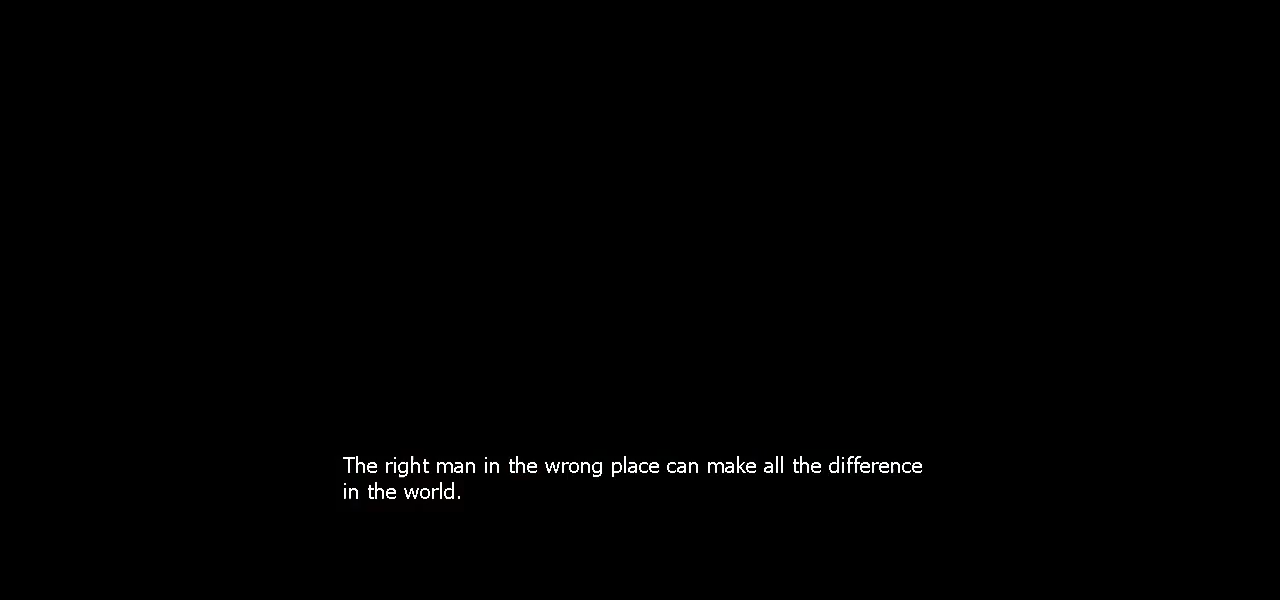 The right man in the wrong place can make all the difference
in the world.